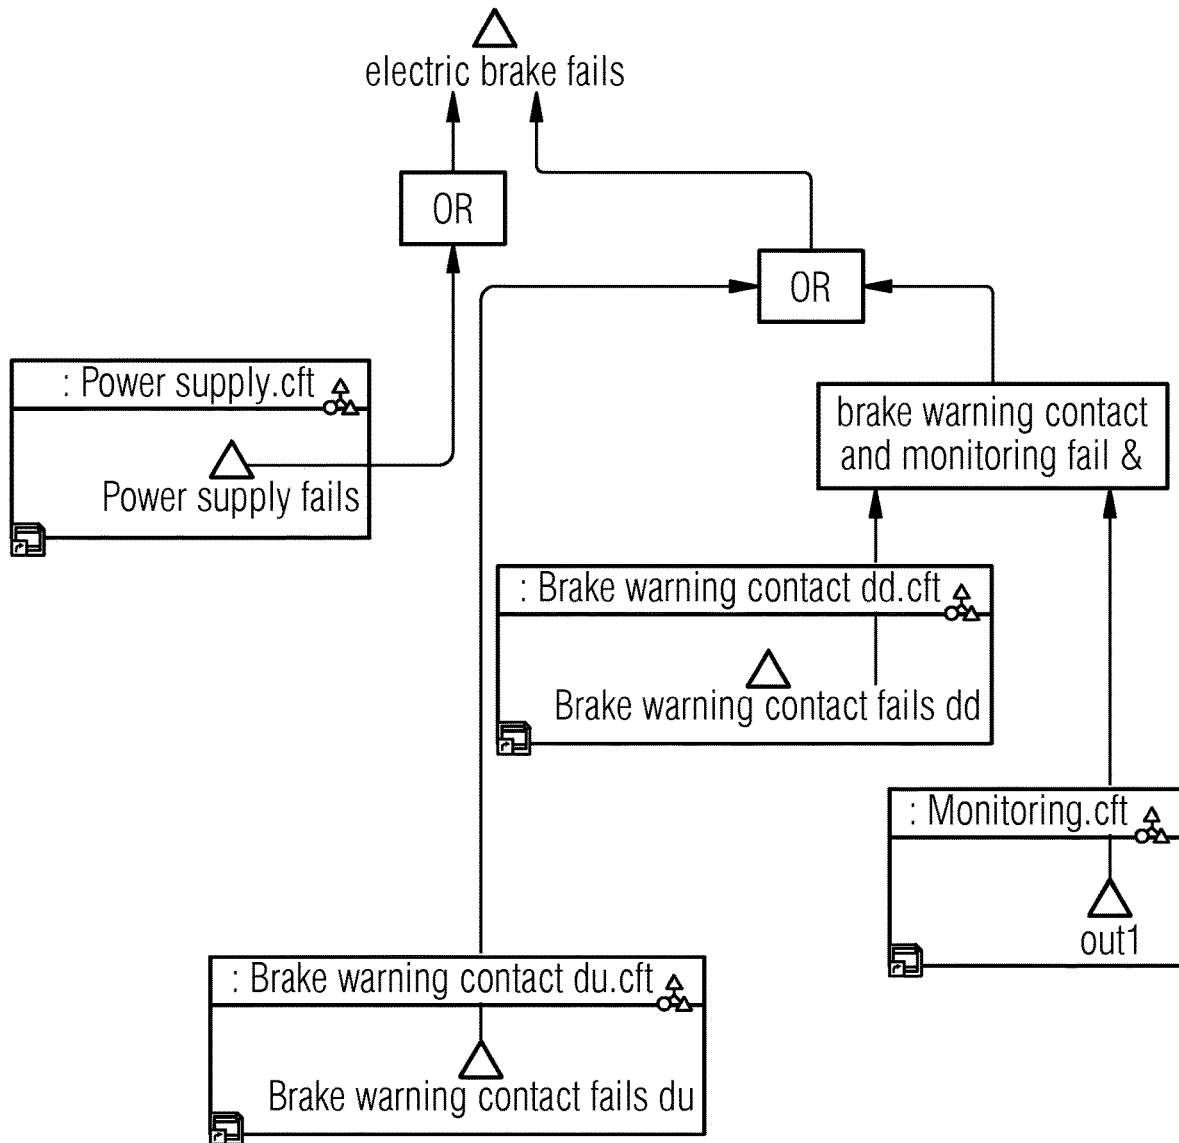 electric brake fails
OR
OR
: Power supply.cft
Power supply fails
brake warning contact
and monitoring fail &
: Brake warning contact dd.cft
Brake warning contact fails dd
: Monitoring.cft
out1
: Brake warning contact du.cft
Brake warning contact fails du